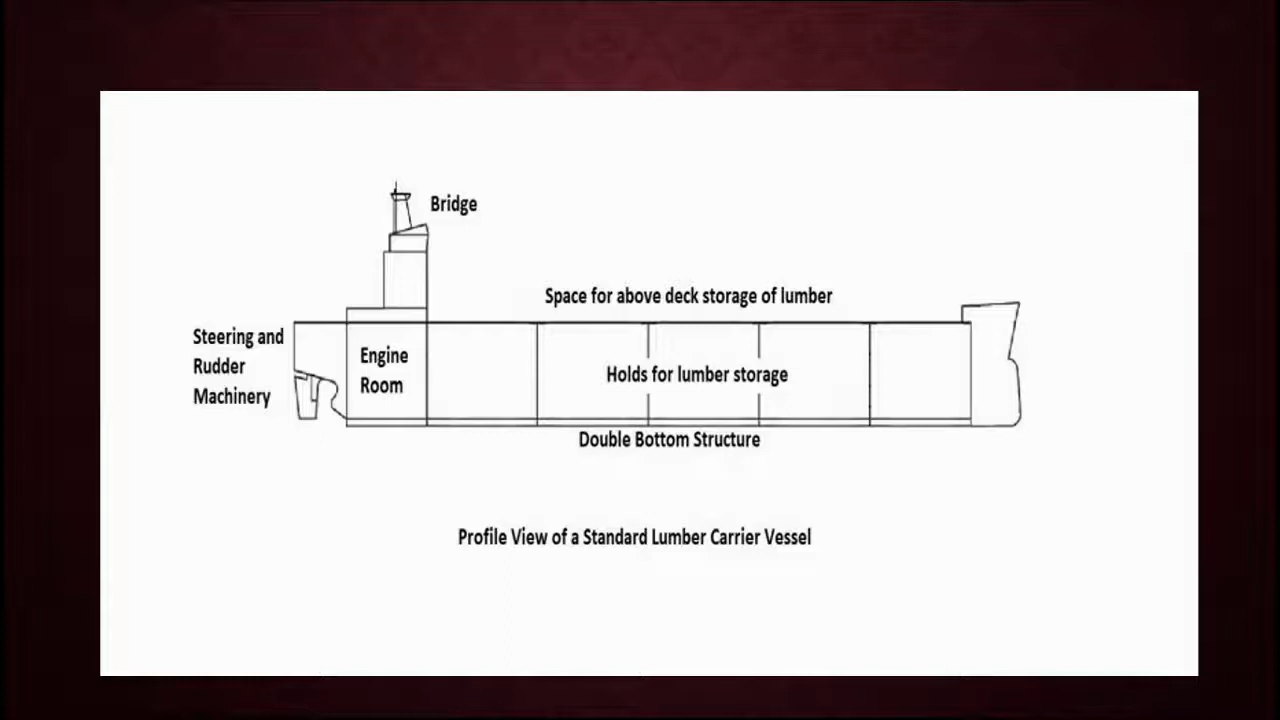 Bridge
Space for above deck storage of lumber
Steering and
Rudder
Machinery
Engine
Room
Holds for lumber storage
Double Bottom Structure
Profile View of a Standard Lumber Carrier Vessel